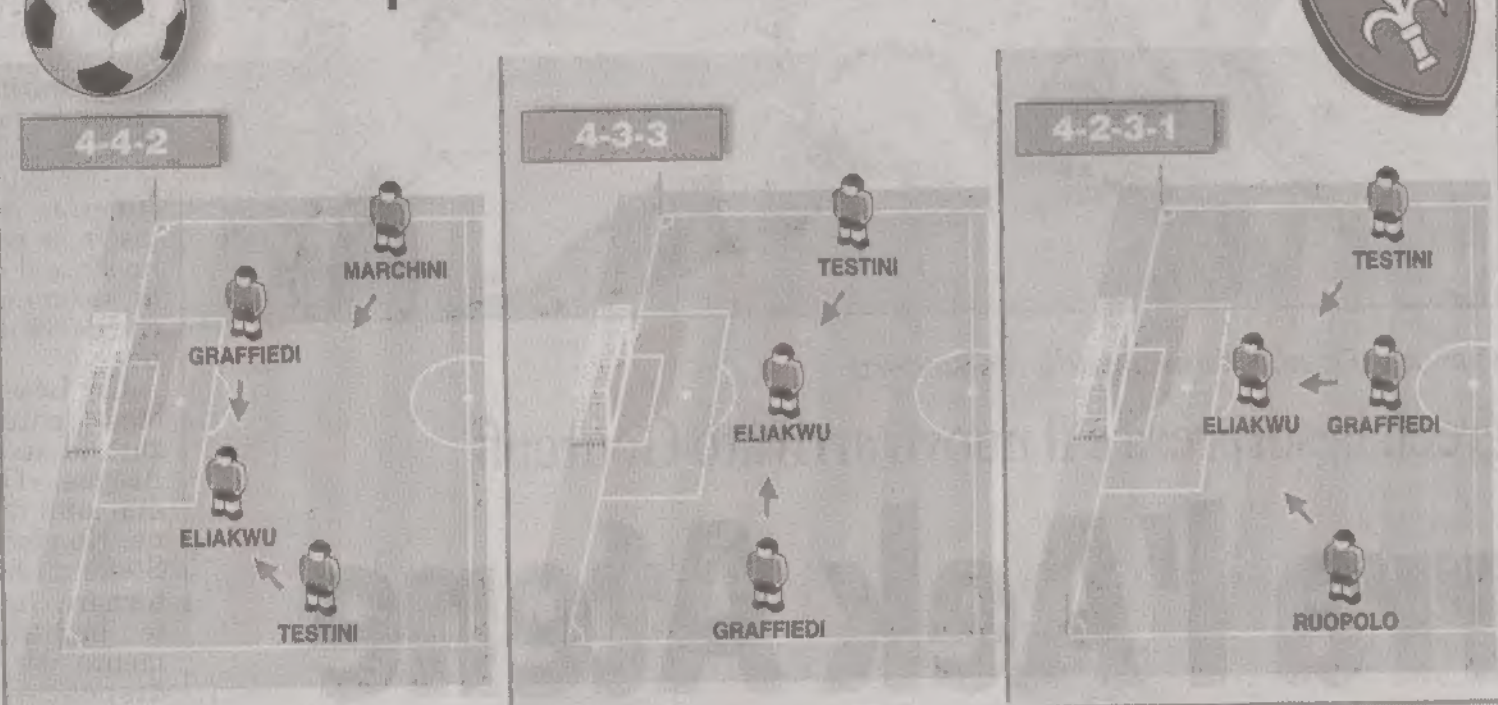 4-4-2
MARCHINI
GRAFFIEDI
ELIAKWU
TESTINI
4-3-3
TESTINI
ELIAKWU
GRAFFIEDI
4-2-3-1
TESTINI
ELIAKWU GRAFFIEDI
RUOPOLO